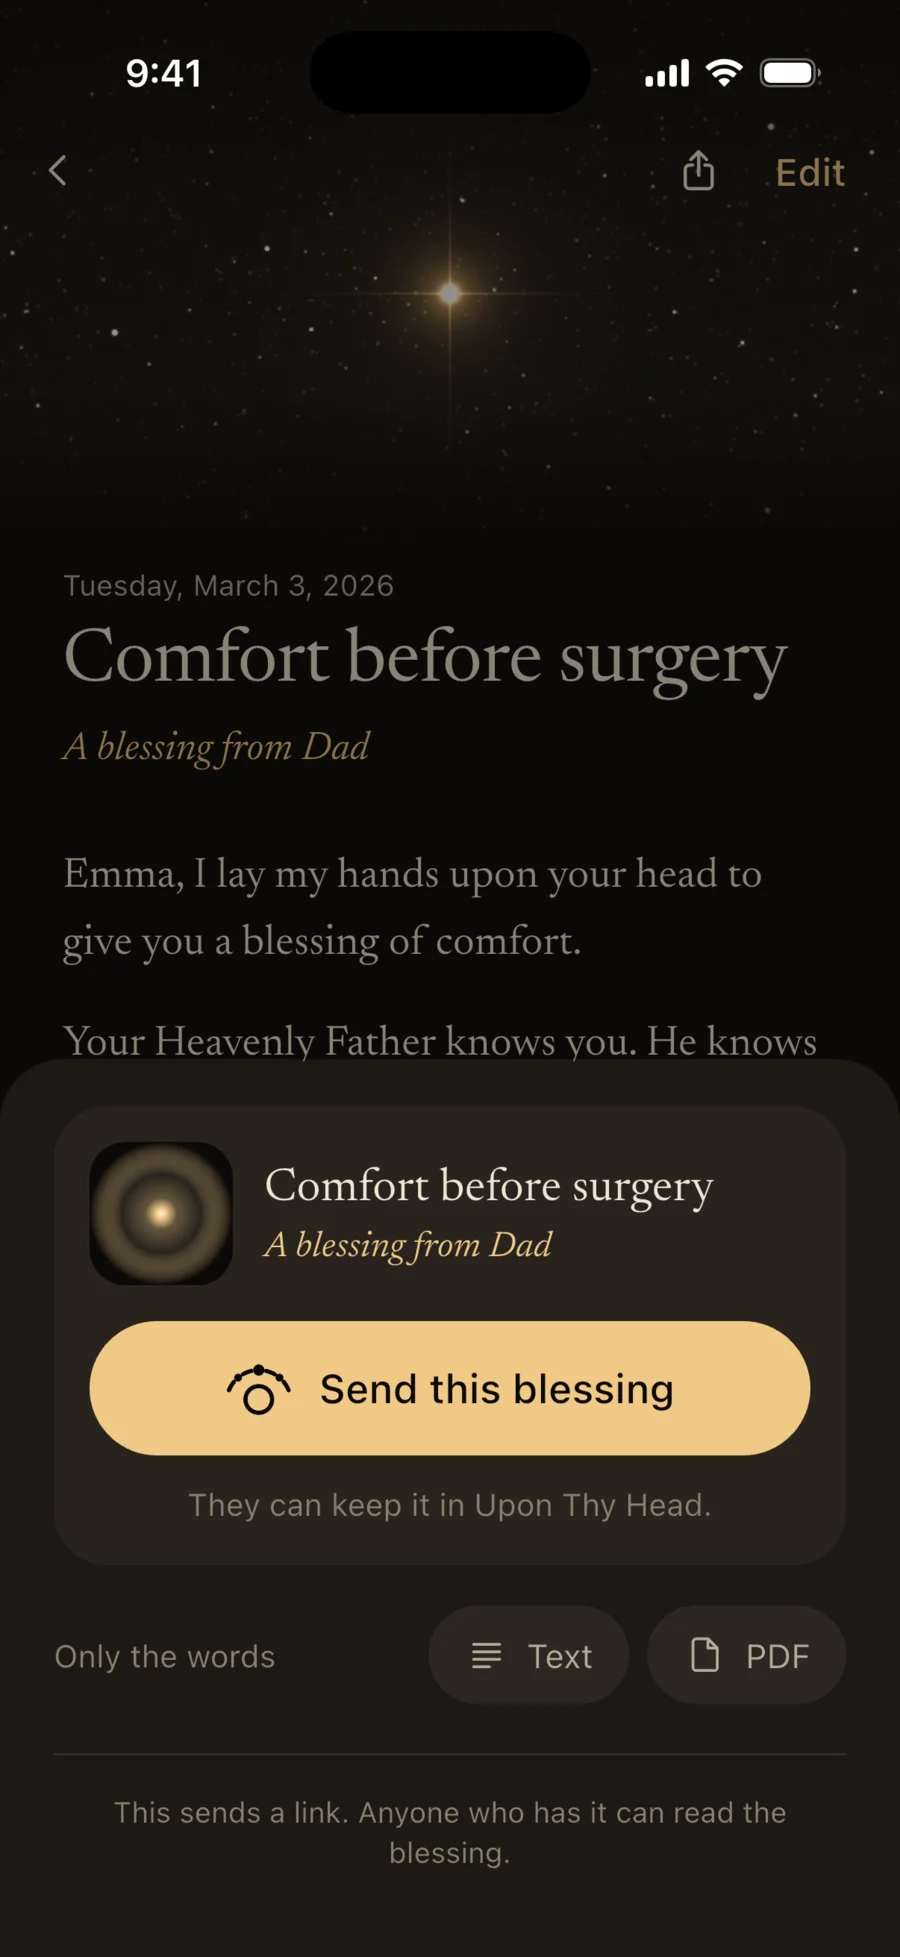 9:41
Edit
Tuesday, March 3, 2026
Comfort before surgery
A blessing from Dad
Emma, I lay my hands upon your head to
give you a blessing of comfort.
Your Heavenly Father knows you. He knows
Comfort before surgery
A blessing from Dad
Send this blessing
They can keep it in Upon Thy Head.
Only the words
Text
PDF
This sends a link. Anyone who has it can read the
blessing.